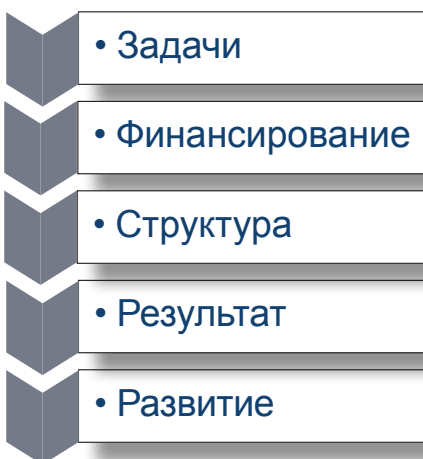 • Задачи
• Финансирование
• Структура
• Результат
• Развитие